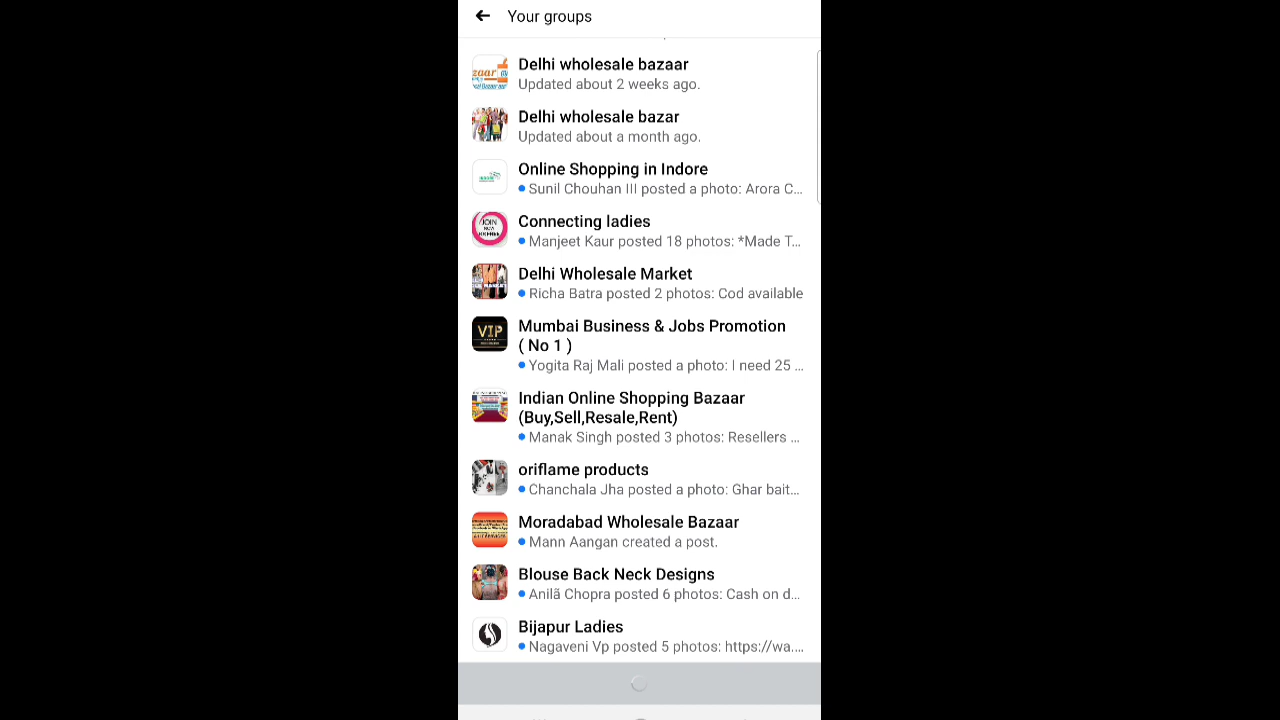 Your groups
Delhi wholesale bazaar
Updated about 2 weeks ago.
Delhi wholesale bazar
Updated about a month ago.
Online Shopping in Indore
Sunil Chouhan III posted a photo: Arora C...
Connecting ladies
Manjeet Kaur posted 18 photos: *Made T...
Delhi Wholesale Market
Richa Batra posted 2 photos: Cod available
VIP
Mumbai Business & Jobs Promotion
( No 1 )
Yogita Raj Mali posted a photo: I need 25 ...
Indian Online Shopping Bazaar
(Buy,Sell,Resale,Rent)
Manak Singh posted 3 photos: Resellers ...
oriflame products
Chanchala Jha posted a photo: Ghar bait...
Moradabad Wholesale Bazaar
Mann Aangan created a post.
Blouse Back Neck Designs
Anilã Chopra posted 6 photos: Cash on d...
Bijapur Ladies
Nagaveni Vp posted 5 photos: https://wa....